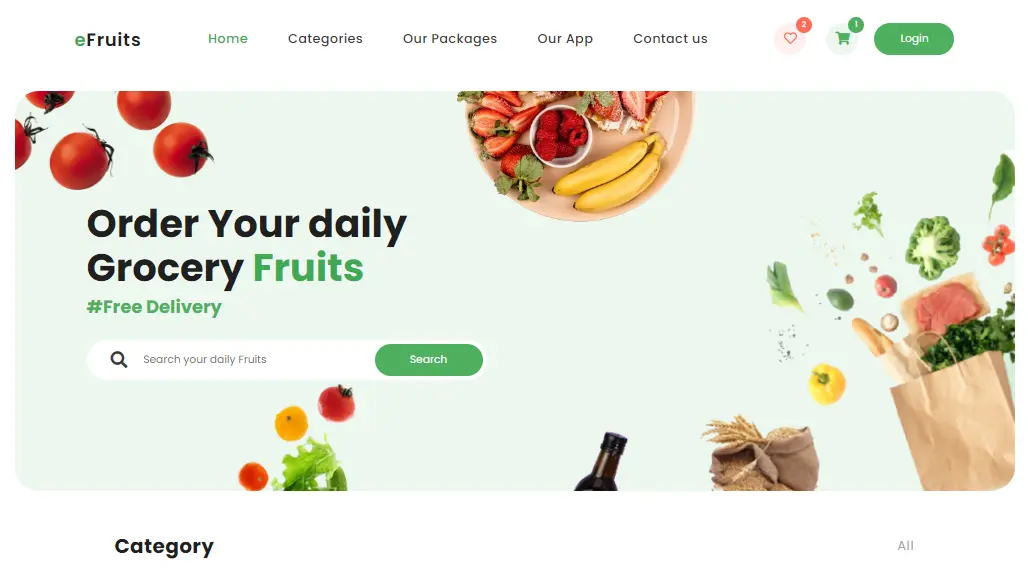 eFruits Home Categories Our Packages Our App Contact us 2 1 Login
Order Your daily
Grocery Fruits
#Free Delivery
Search your daily Fruits Search
Category All